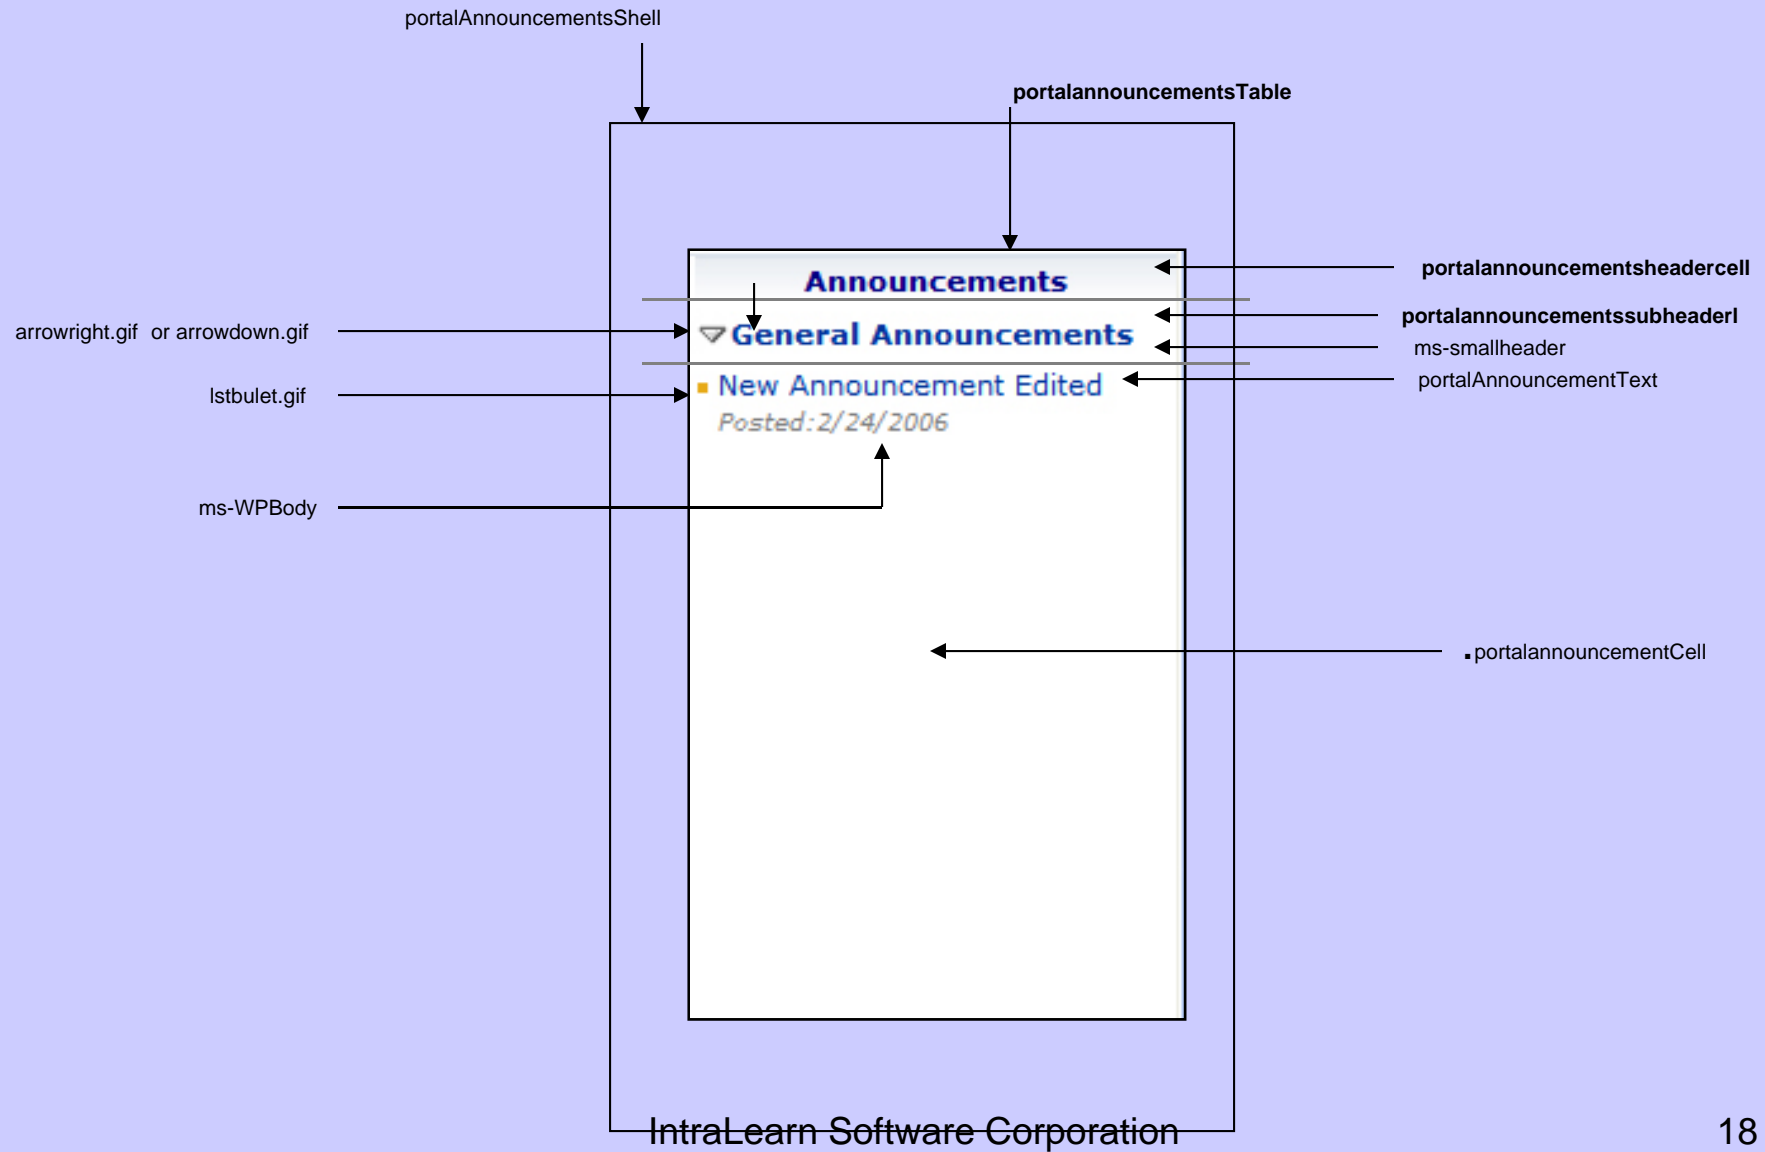 portalAnnouncementsShell
portalannouncementsTable
Announcements
portalannouncementsheadercell
arrowright.gif or arrowdown.gif
General Announcements
portalannouncementssubheaderl
ms-smallheader
lstbulet.gif
New Announcement Edited
portalAnnouncementText
Posted:2/24/2006
ms-WPBody
.portalannouncementCell
IntraLearn Software Corporation
18